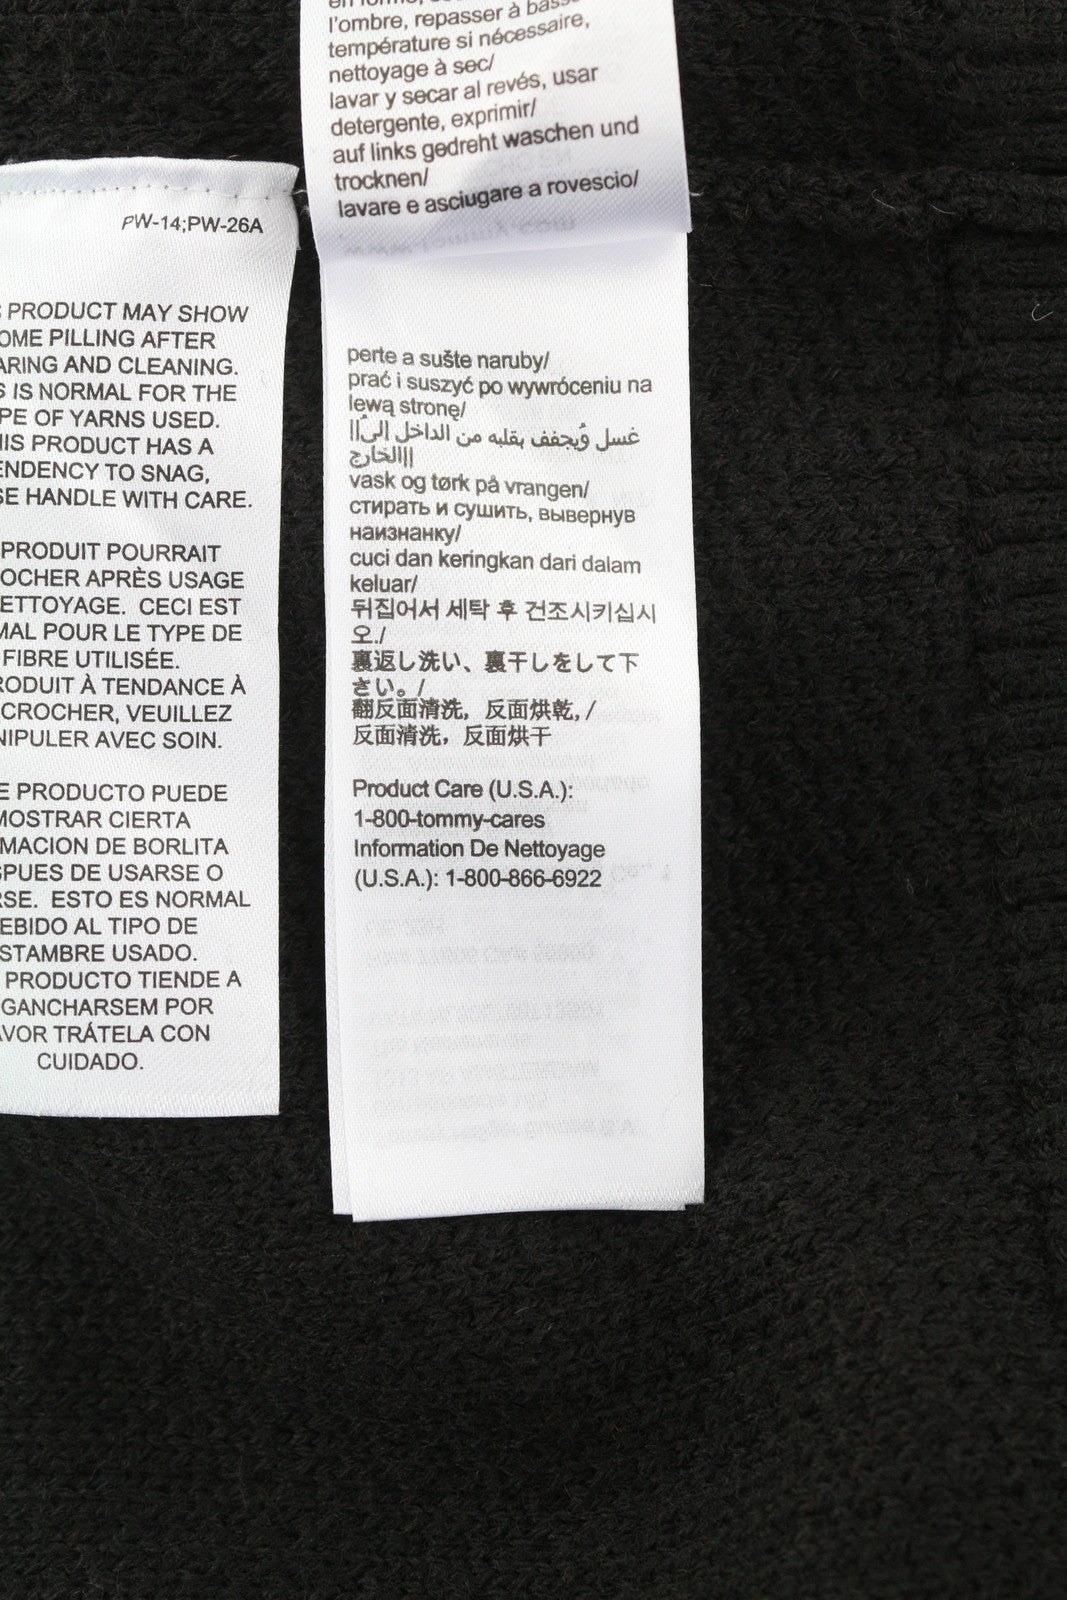 l'ombre, repasser à basse
température si nécessaire,
nettoyage à sec/
lavar y secar al revés, usar
detergente, exprimir/
auf links gedreht waschen und
trocknen/
lavare e asciugare a rovescio/
PW-14;PW-26A
PRODUCT MAY SHOW
OME PILLING AFTER
ARING AND CLEANING.
S IS NORMAL FOR THE
PE OF YARNS USED.
HIS PRODUCT HAS A
ENDENCY TO SNAG,
SE HANDLE WITH CARE.
PRODUIT POURRAIT
OCHER APRÈS USAGE
ETTOYAGE. CECI EST
MAL POUR LE TYPE DE
FIBRE UTILISÉE.
RODUIT À TENDANCE À
CROCHER, VEUILLEZ
NIPULER AVEC SOIN.
E PRODUCTO PUEDE
MOSTRAR CIERTA
MACION DE BORLITA
SPUES DE USARSE O
RSE. ESTO ES NORMAL
EBIDO AL TIPO DE
STAMBRE USADO.
PRODUCTO TIENDE A
GANCHARSEM POR
AVOR TRÁTELA CON
CUIDADO.
perte a sušte naruby/
prać i suszyć po wywróceniu na
lewą stronę/
غسل وُيجفف بقلبه من الداخل إلىُ||
||الخارج
vask og tørk på vrangen/
стирать и сушить, вывернув
наизнанку/
cuci dan keringkan dari dalam
keluar/
뒤집어서 세탁 후 건조시키십시
오./
裏返し洗い、裏干しをして下
さい。/
翻反面清洗, 反面烘乾, /
反面清洗，反面烘干
Product Care (U.S.A.):
1-800-tommy-cares
Information De Nettoyage
(U.S.A.): 1-800-866-6922